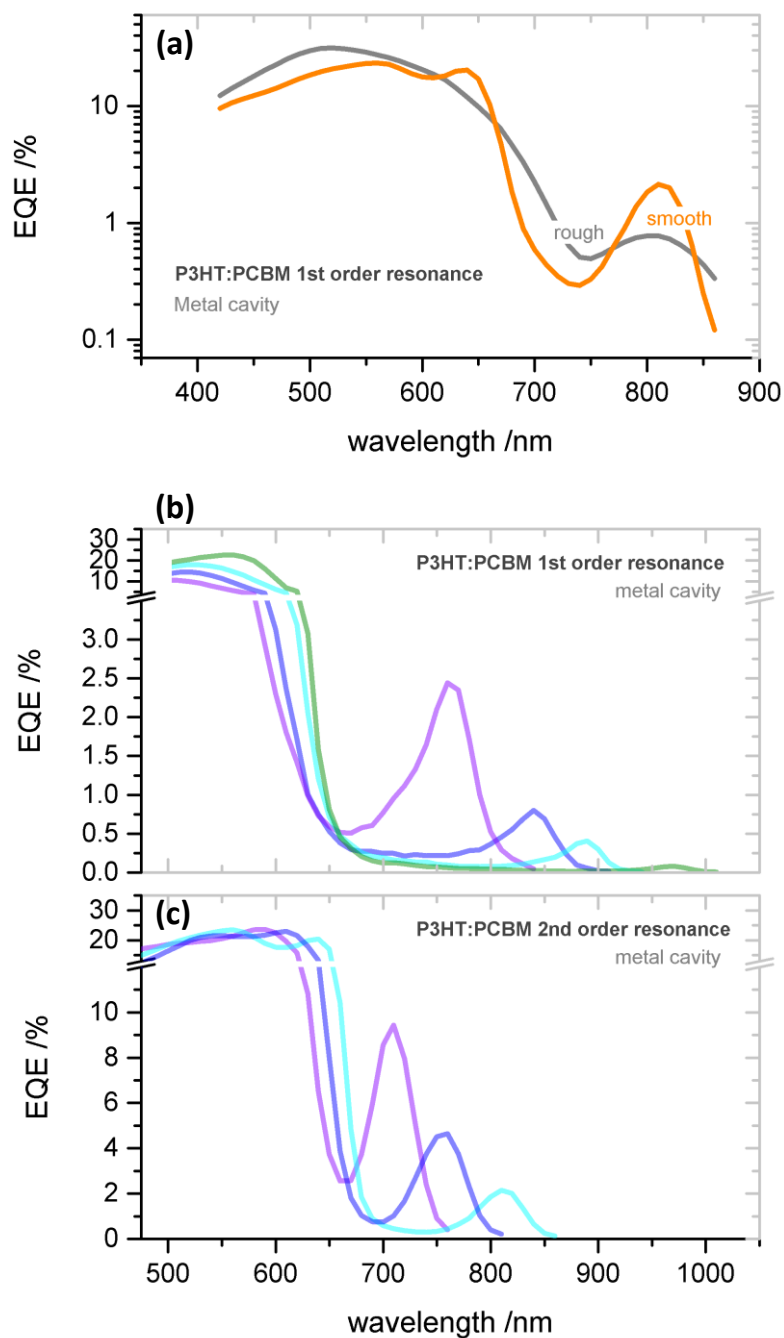 (a)
10
1
0.1
EQE /%
rough
smooth
P3HT:PCBM 1st order resonance
Metal cavity
400 500 600 700 800 900
wavelength /nm
(b)
30
20
10
3.0
2.5
2.0
1.5
1.0
0.5
0.0
EQE /%
P3HT:PCBM 1st order resonance
metal cavity
(c)
30
20
10
8
6
4
2
0
EQE /%
P3HT:PCBM 2nd order resonance
metal cavity
500 600 700 800 900 1000
wavelength /nm